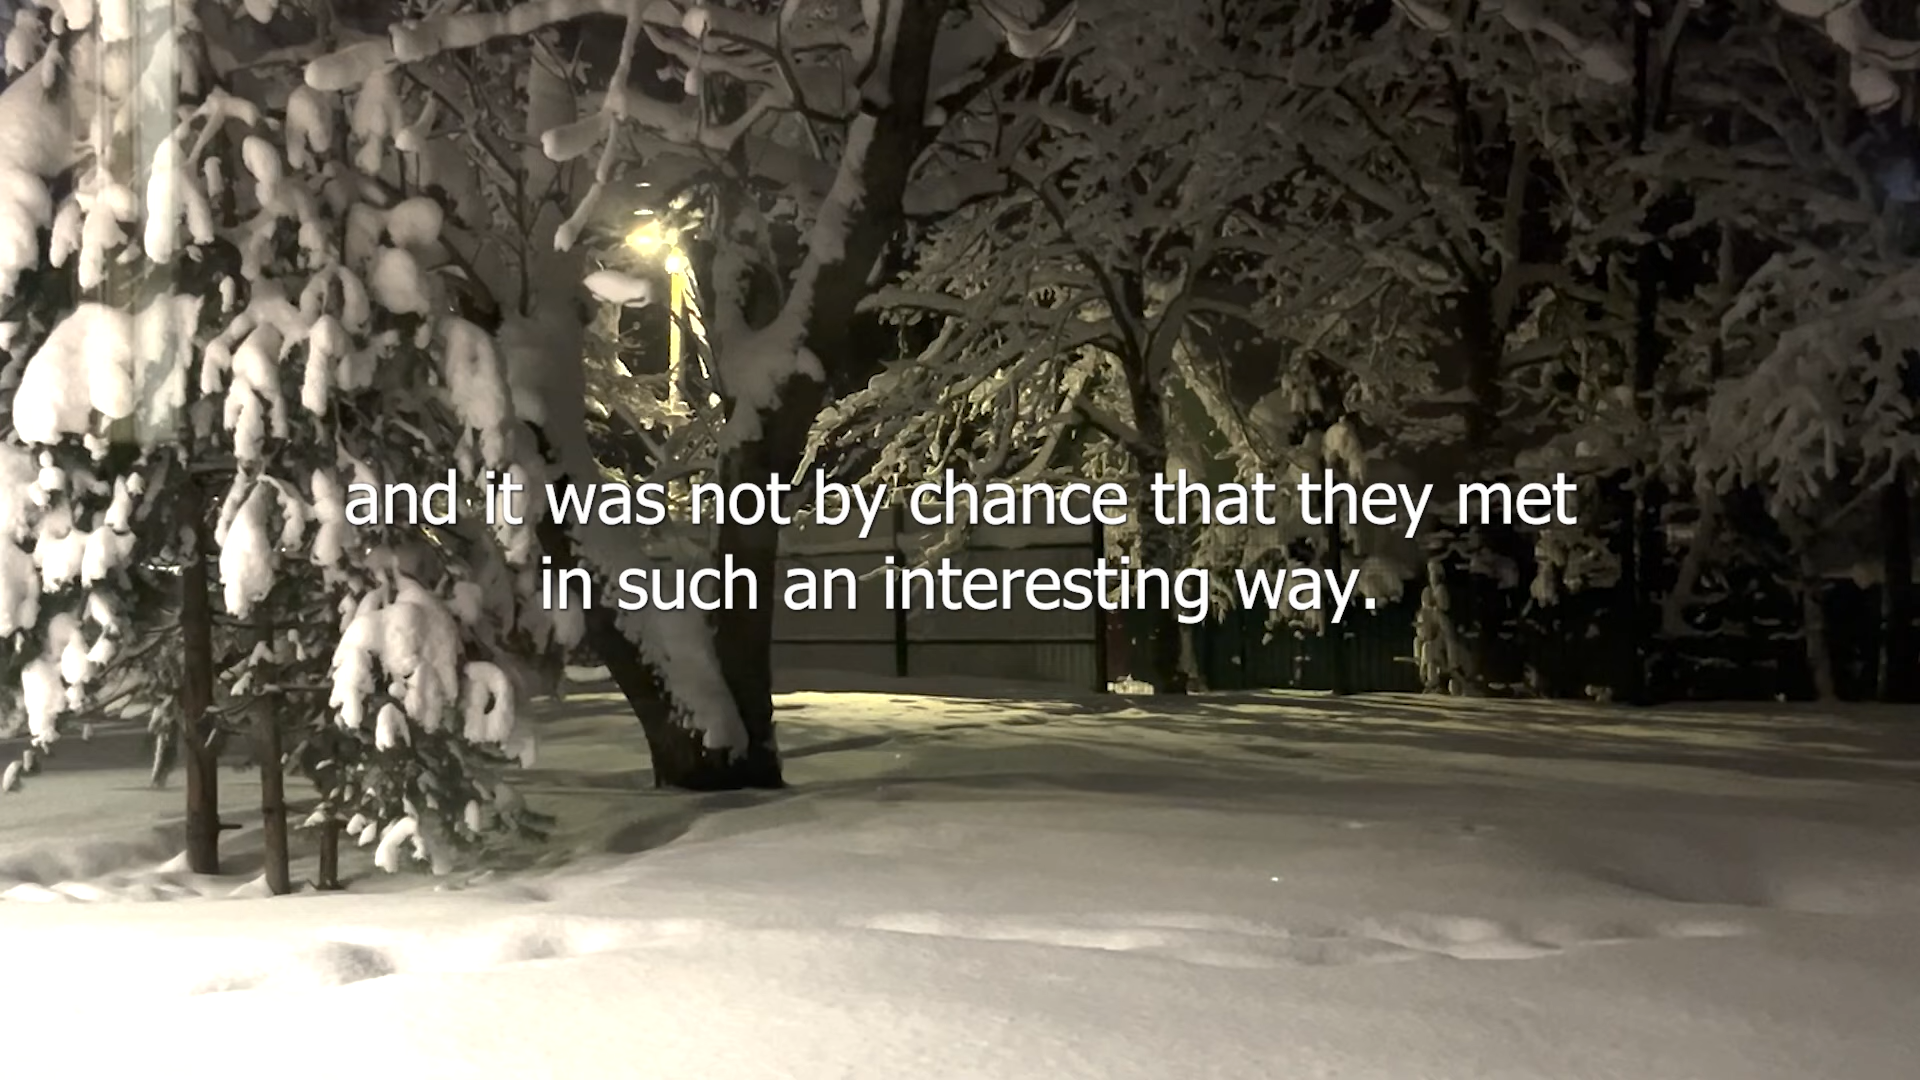 and it was not by chance that they met
in such an interesting way.